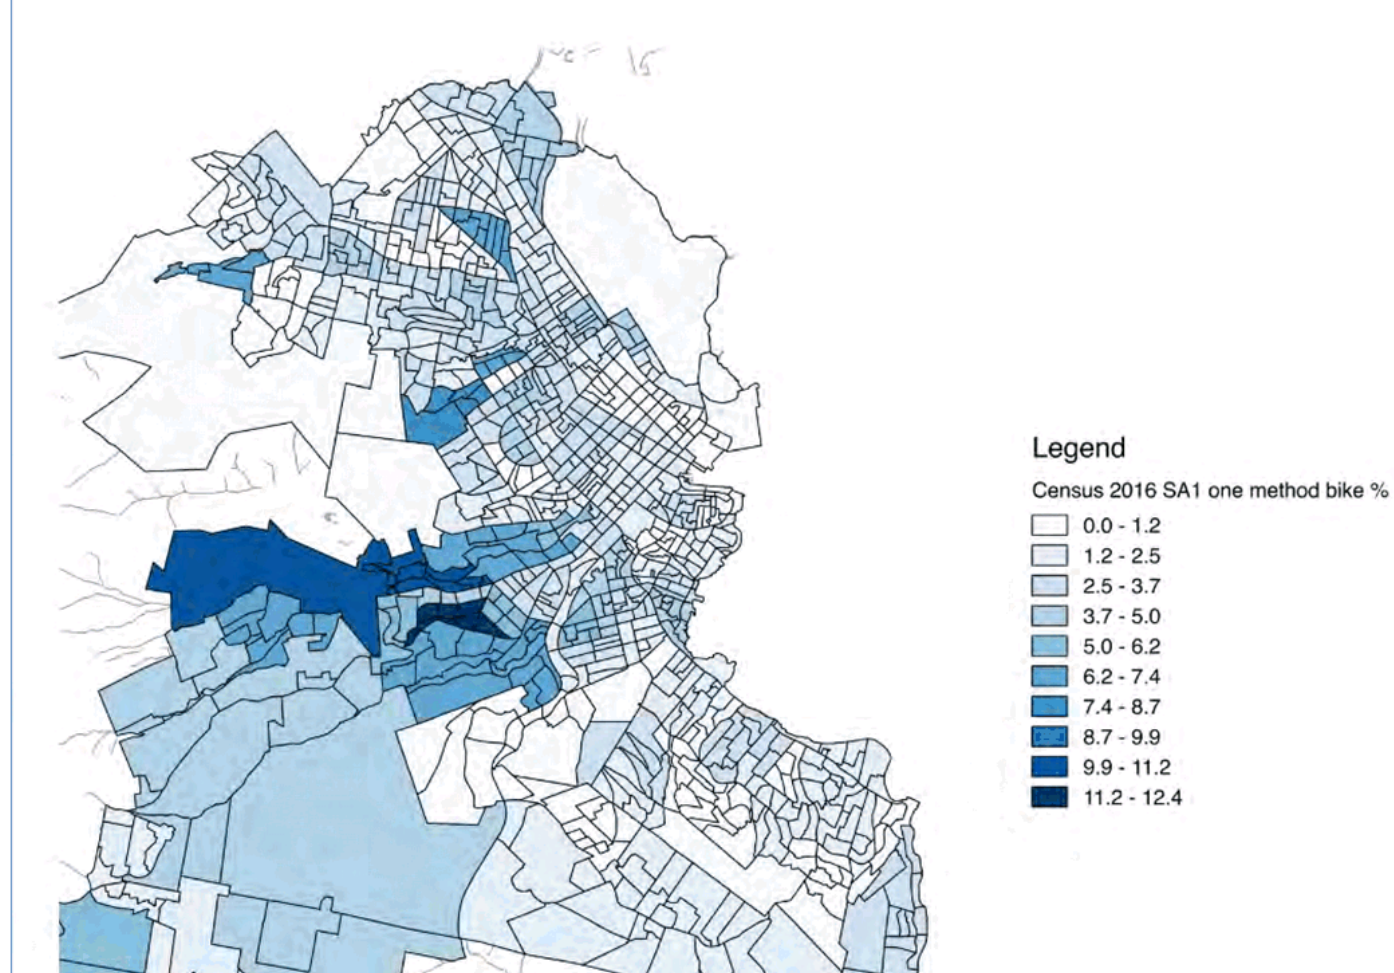 Legend
Census 2016 SA1 one method bike %
0.0 - 1.2
1.2 - 2.5
2.5 - 3.7
3.7 - 5.0
5.0 - 6.2
6.2 - 7.4
7.4 - 8.7
8.7 - 9.9
9.9 - 11.2
11.2 - 12.4